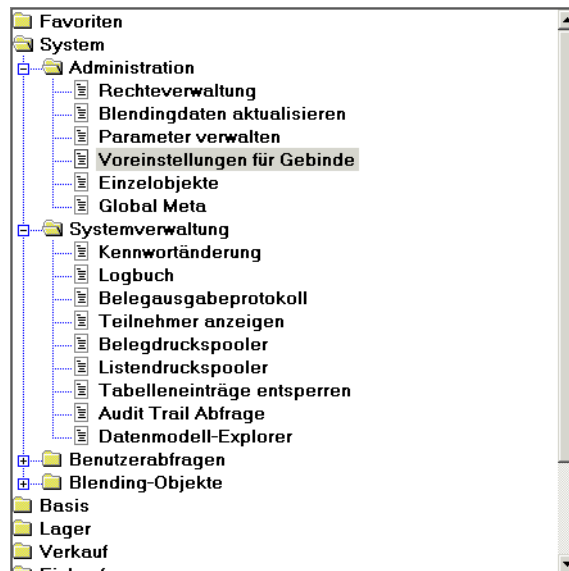 Favoriten
System
Administration
Rechteverwaltung
Blendingdaten aktualisieren
Parameter verwalten
Voreinstellungen für Gebinde
Einzelobjekte
Global Meta
Systemverwaltung
Kennwortänderung
Logbuch
Belegausgabeprotokoll
Teilnehmer anzeigen
Belegdruckspooler
Listendruckspooler
Tabelleneinträge entsperren
Audit Trail Abfrage
Datenmodell-Explorer
Benutzerabfragen
Blending-Objekte
Basis
Lager
Verkauf